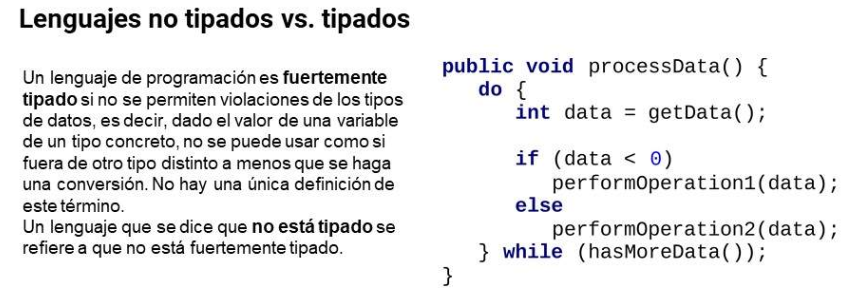 Lenguajes no tipados vs. tipados
Un lenguaje de programación es fuertemente
tipado si no se permiten violaciones de los tipos
de datos, es decir, dado el valor de una variable
de un tipo concreto, no se puede usar como si
fuera de otro tipo distinto a menos que se haga
una conversión. No hay una única definición de
este término.
Un lenguaje que se dice que no está tipado se
refiere a que no está fuertemente tipado.
public void processData() {
do {
int data = getData();
if (data < 0)
performOperation1(data);
else
performOperation2(data);
} while (hasMoreData());
}